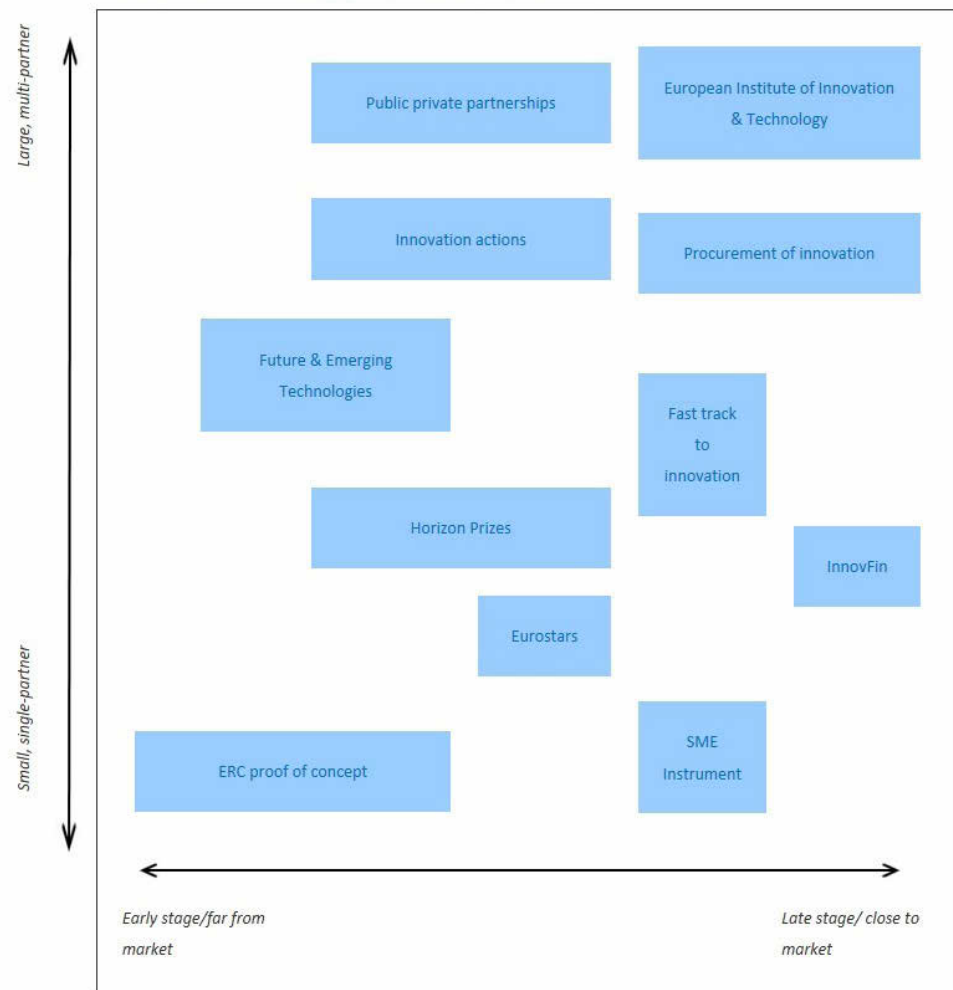 Large, multi-partner
Public private partnerships
European Institute of Innovation
& Technology
Innovation actions
Procurement of innovation
Future & Emerging
Technologies
Fast track
to
innovation
Horizon Prizes
InnovFin
Eurostars
Small, single-partner
ERC proof of concept
SME
Instrument
Early stage/far from
market
Late stage/ close to
market